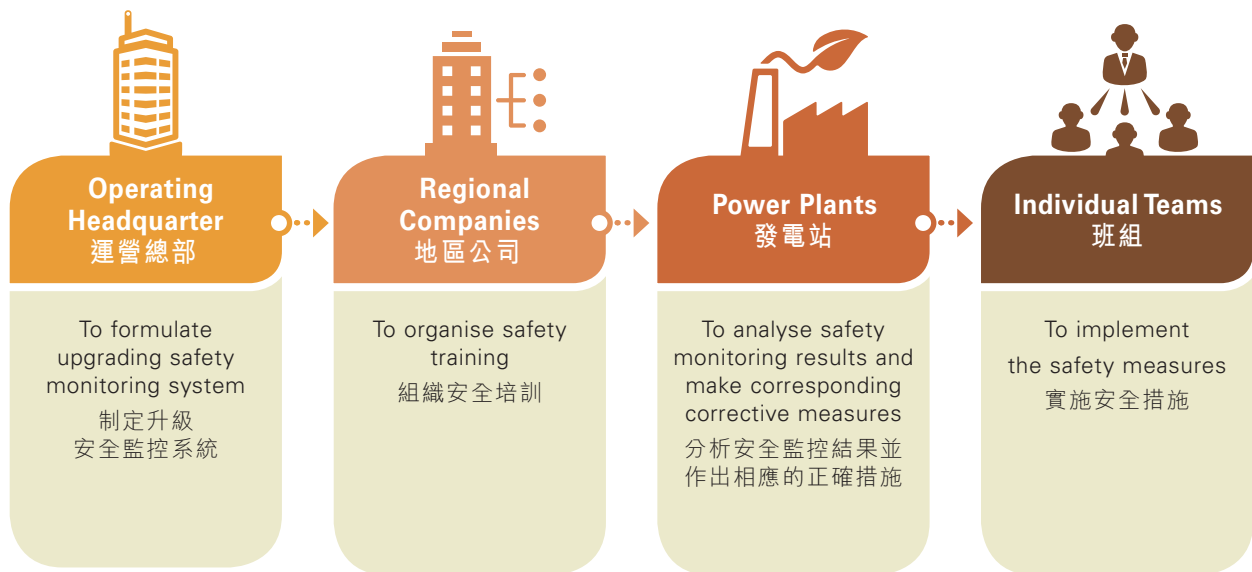 Operating
Headquarter
運營總部
To formulate
upgrading safety
monitoring system
制定升級
安全監控系統
Regional
Companies
地區公司
To organise safety
training
組織安全培訓
Power Plants
發電站
To analyse safety
monitoring results and
make corresponding
corrective measures
分析安全監控結果並
作出相應的正確措施
Individual Teams
班組
To implement
the safety measures
實施安全措施